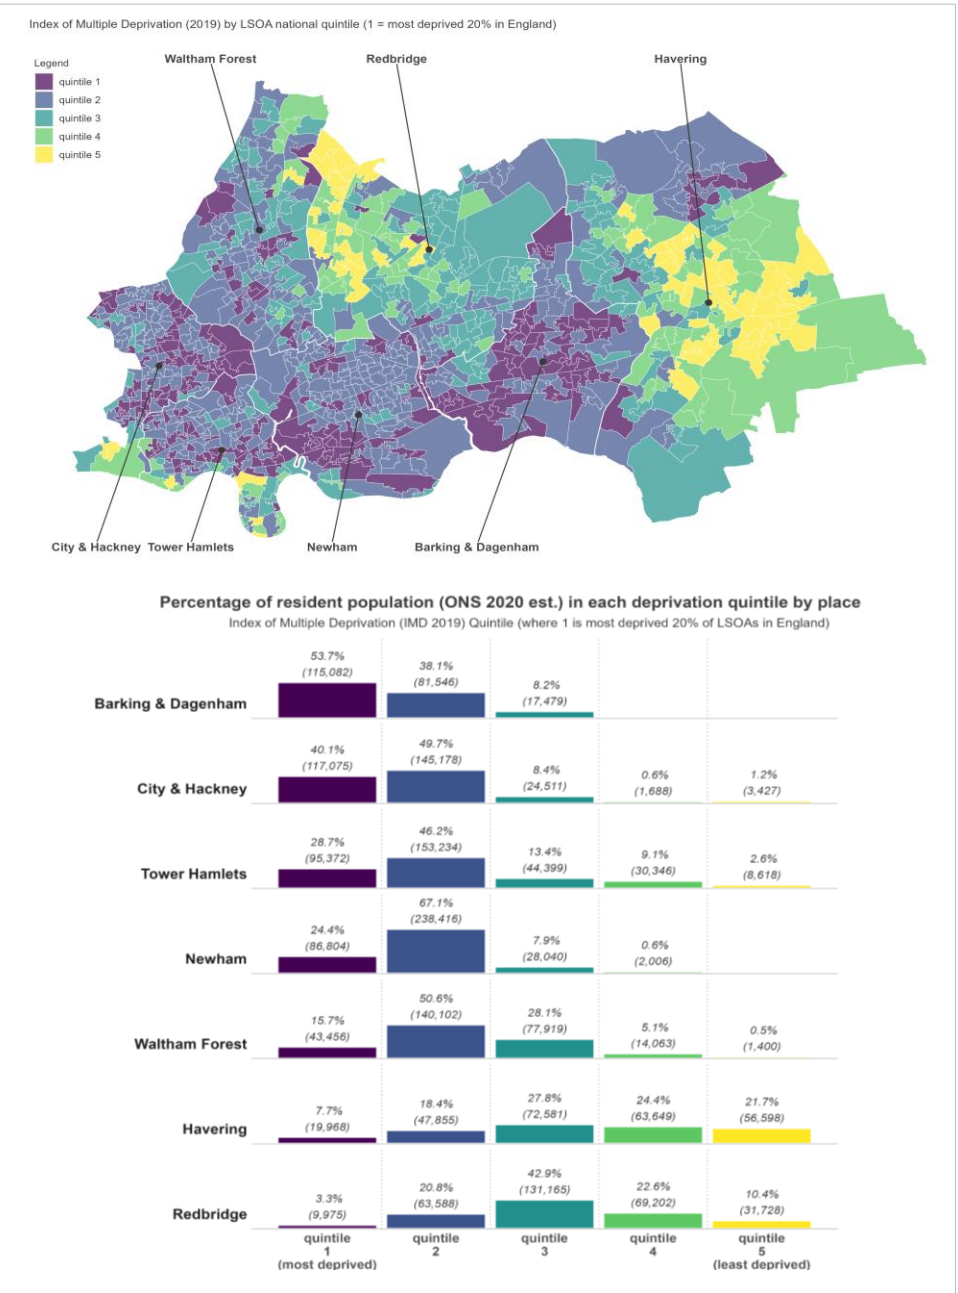 Index of Multiple Deprivation (2019) by LSOA national quintile (1 = most deprived 20% in England)
Legend
quintile 1
quintile 2
quintile 3
quintile 4
quintile 5
Waltham Forest
Redbridge
Havering
City & Hackney
Tower Hamlets
Newham
Barking & Dagenham
Percentage of resident population (ONS 2020 est.) in each deprivation quintile by place
Index of Multiple Deprivation (IMD 2019) Quintile (where 1 is most deprived 20% of LSOAs in England)
Barking & Dagenham
53.7%
(115,082)
38.1%
(81,546)
8.2%
(17,479)
City & Hackney
40.1%
(117,075)
49.7%
(145,178)
8.4%
(24,511)
0.6%
(1,688)
1.2%
(3,427)
Tower Hamlets
28.7%
(95,372)
46.2%
(153,234)
13.4%
(44,399)
9.1%
(30,346)
2.6%
(8,618)
Newham
24.4%
(86,804)
67.1%
(238,416)
7.9%
(28,040)
0.6%
(2,006)
Waltham Forest
15.7%
(43,456)
50.6%
(140,102)
28.1%
(77,919)
5.1%
(14,063)
0.5%
(1,400)
Havering
7.7%
(19,968)
18.4%
(47,855)
27.8%
(72,581)
24.4%
(63,649)
21.7%
(56,598)
Redbridge
3.3%
(9,975)
20.8%
(63,588)
42.9%
(131,165)
22.6%
(69,202)
10.4%
(31,728)
quintile
1
(most deprived)
quintile
2
quintile
3
quintile
4
quintile
5
(least deprived)